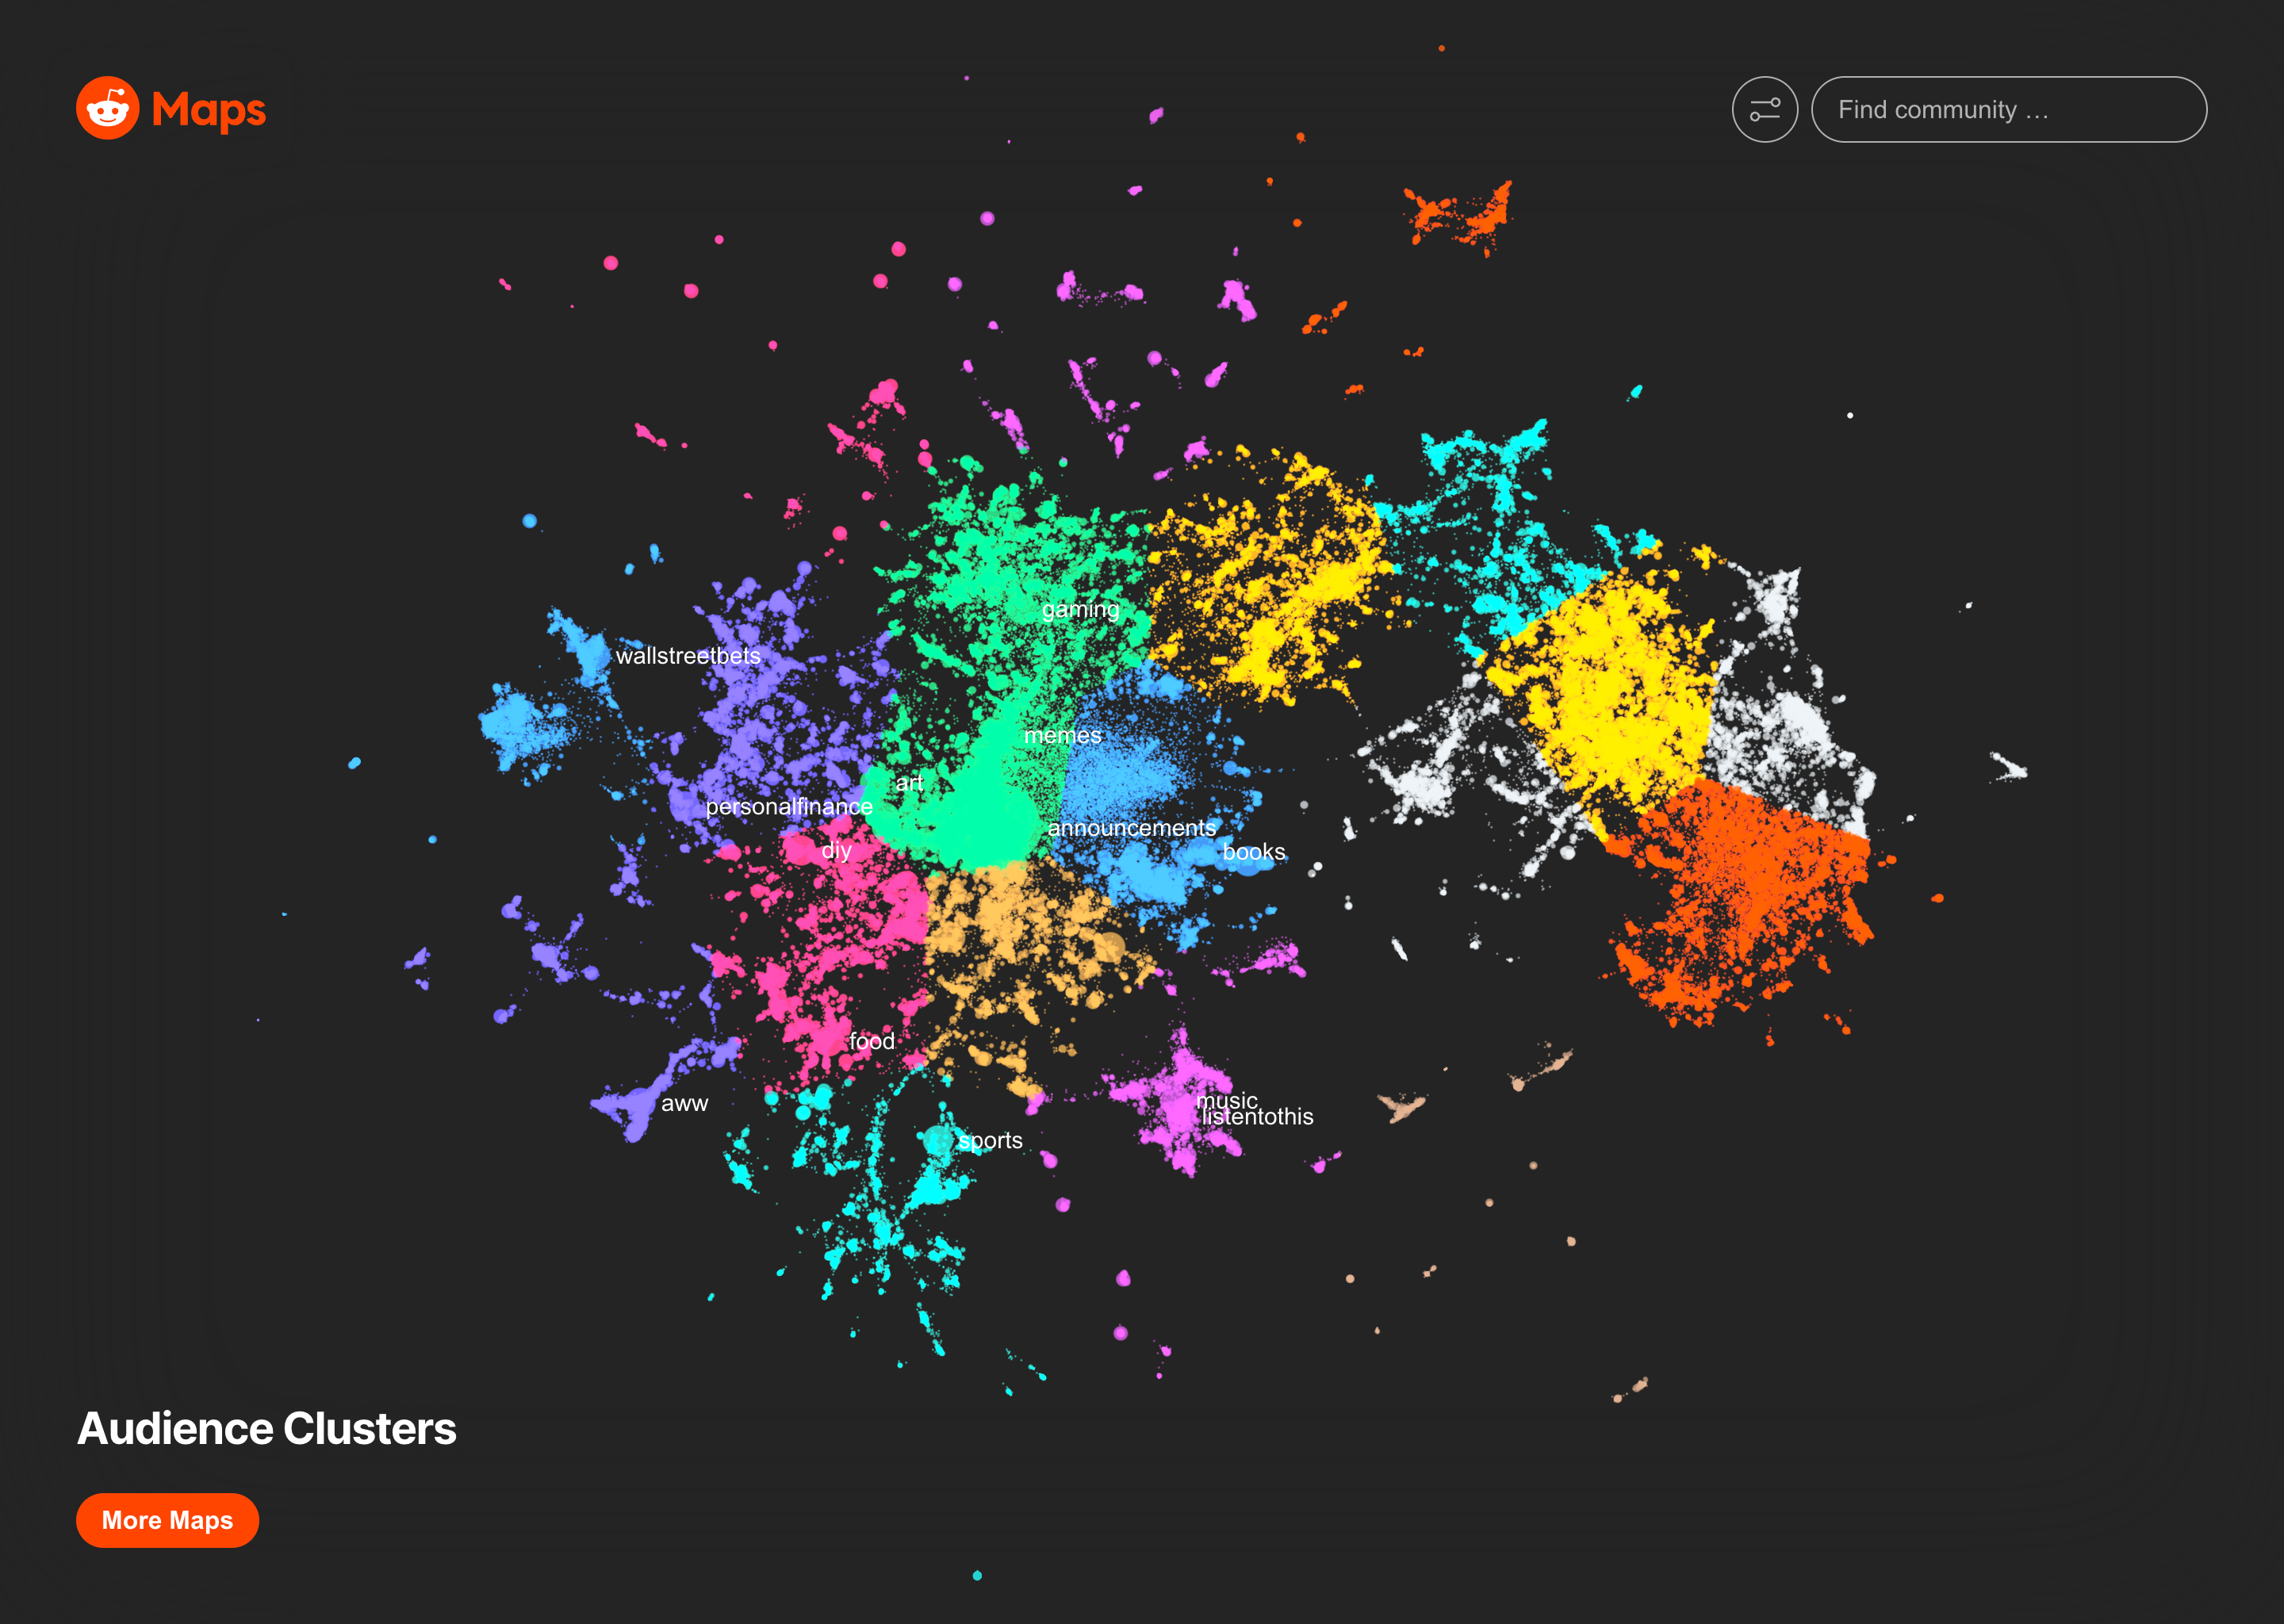 Maps
Find community ...
gaming
wallstreetbets
memes
art
personalfinance
announcements
diy
books
food
music
aww
listentothis
sports
Audience Clusters
More Maps